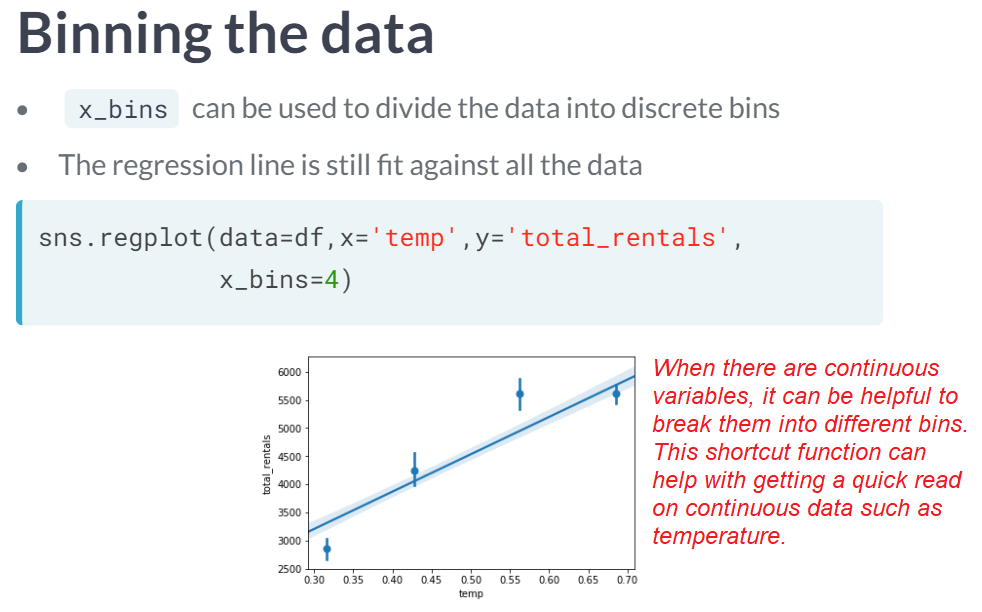 Binning the data
• x_bins can be used to divide the data into discrete bins
• The regression line is still fit against all the data
sns.regplot(data=df,x='temp',y='total_rentals',
x_bins=4)
When there are continuous
variables, it can be helpful to
break them into different bins.
This shortcut function can
help with getting a quick read
on continuous data such as
temperature.
total_rentals
6000
5500
5000
4500
4000
3500
3000
2500
0.30 0.35 0.40 0.45 0.50 0.55 0.60 0.65 0.70
temp